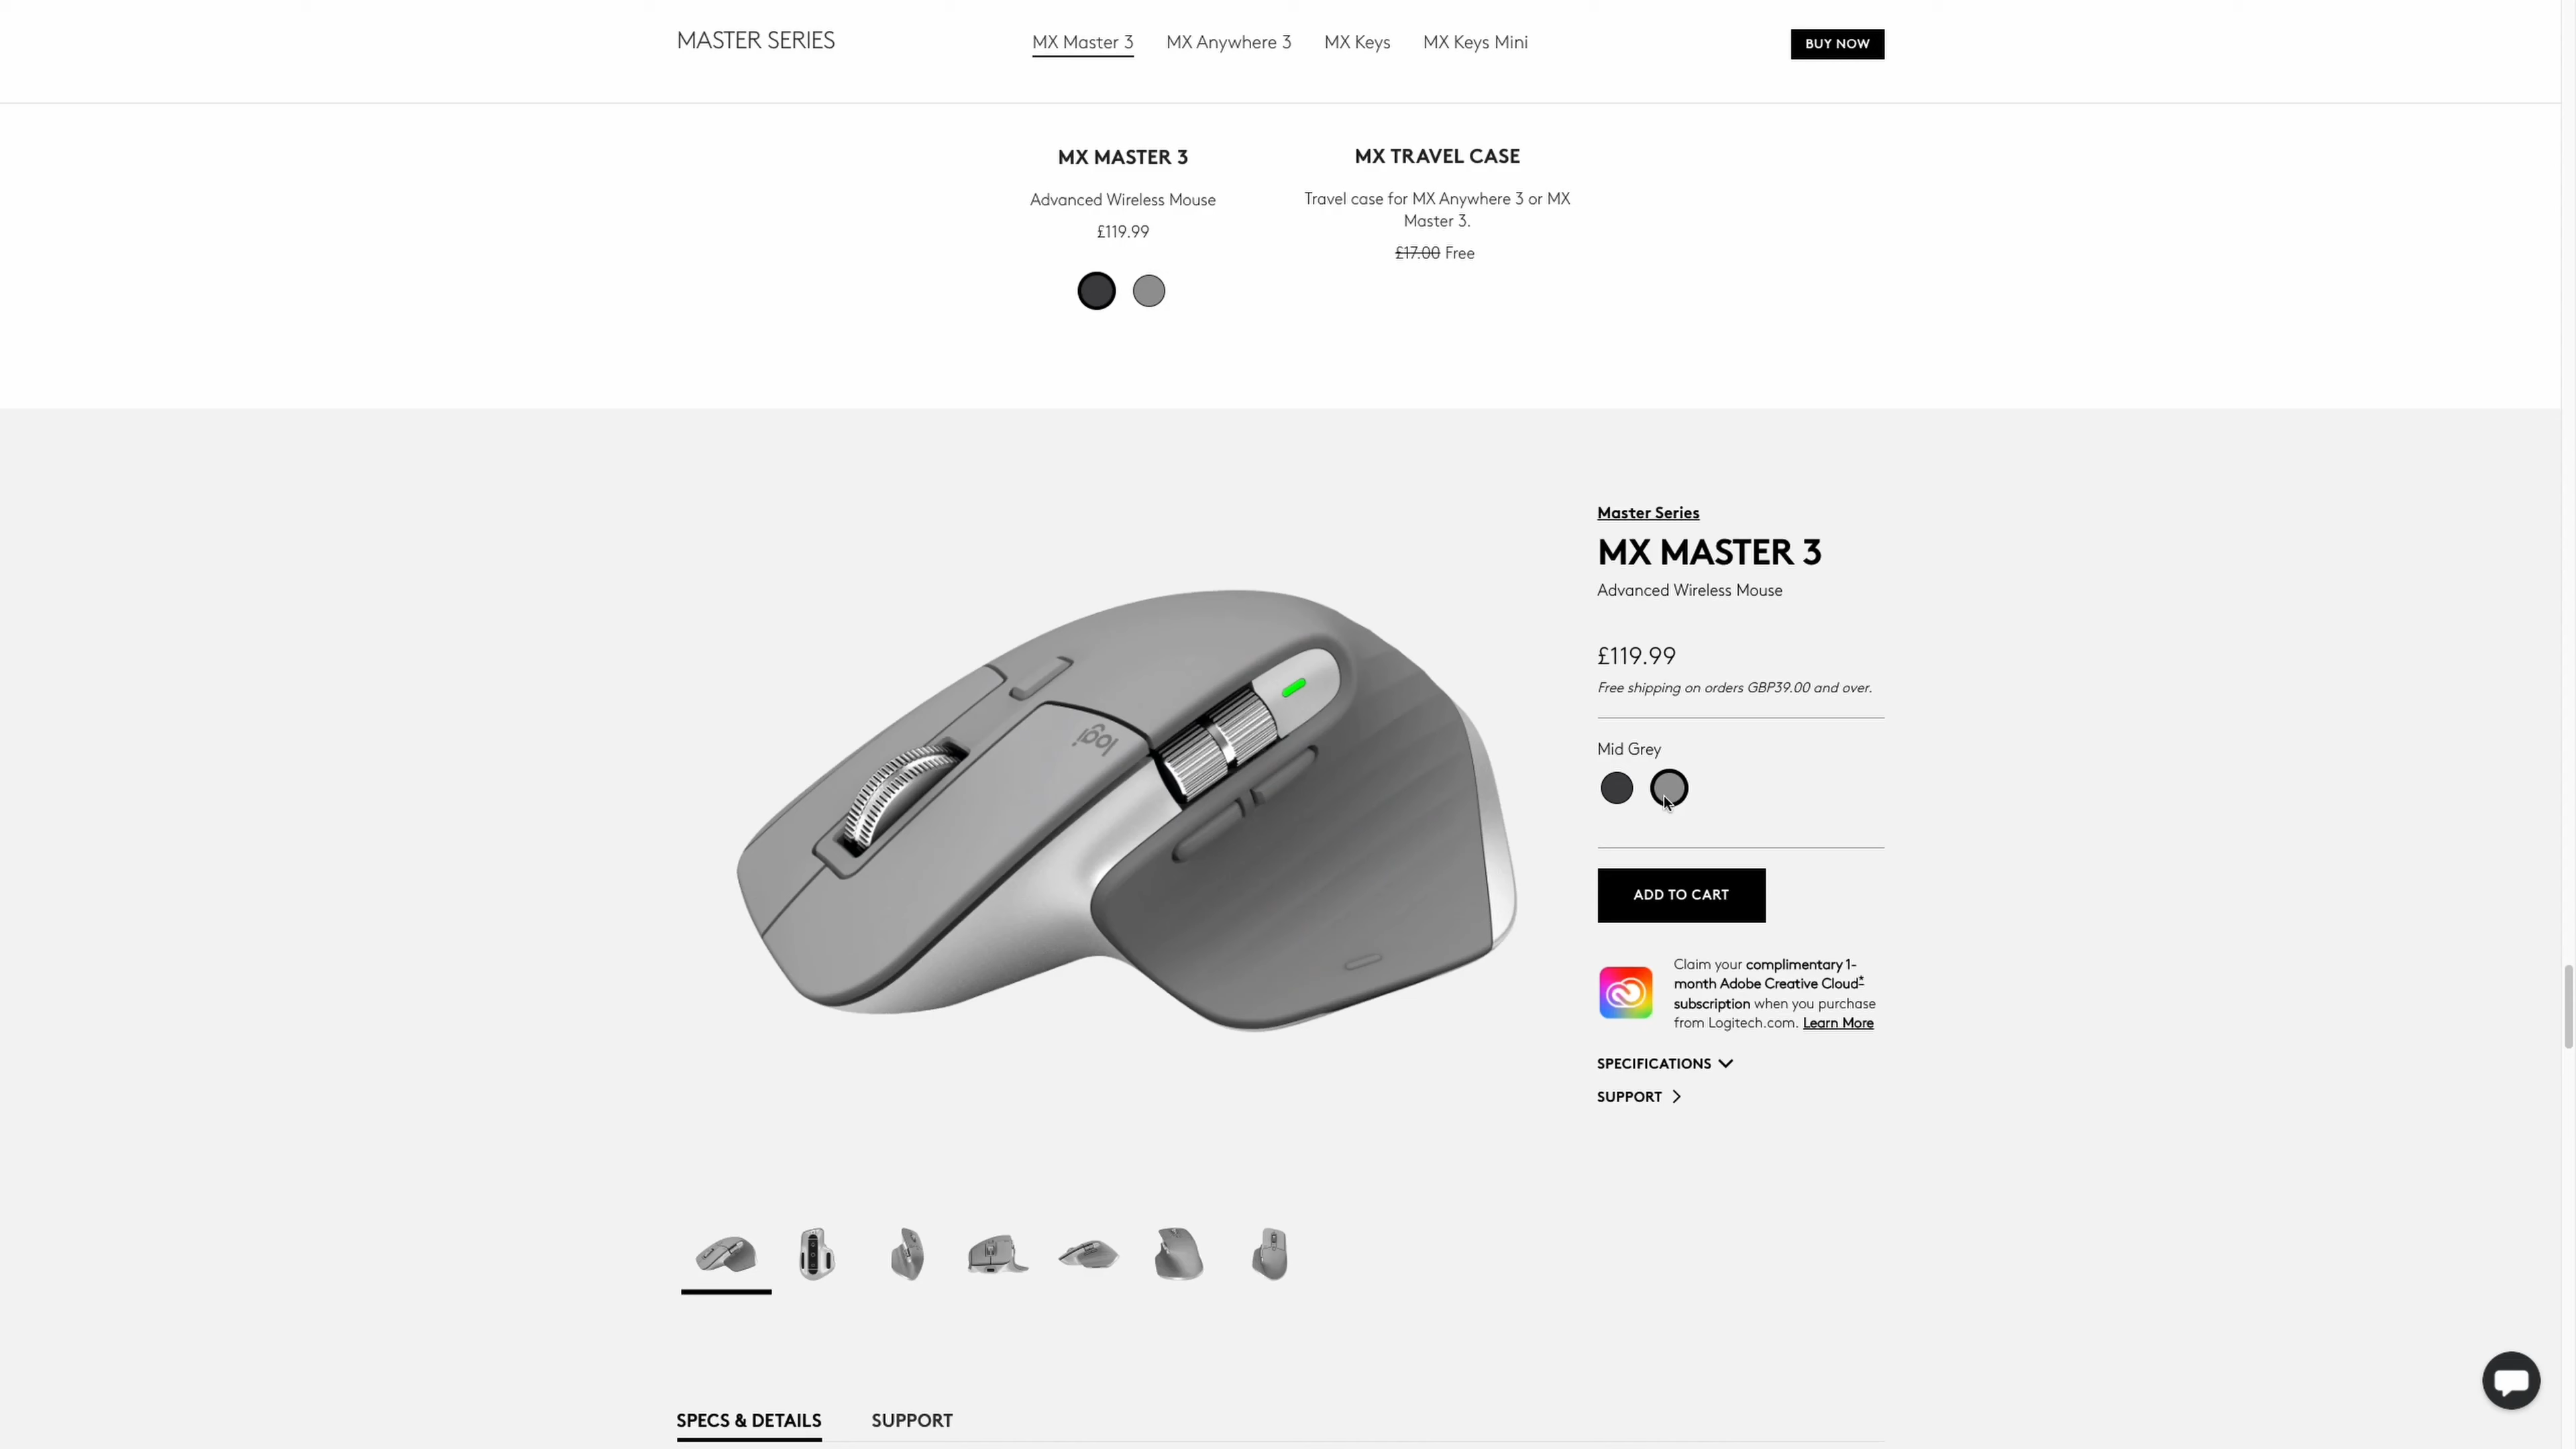 MASTER SERIES
MX Master 3
MX Anywhere 3
MX Keys
MX Keys Mini
BUY NOW
MX MASTER 3
Advanced Wireless Mouse
£119.99
MX TRAVEL CASE
Travel case for MX Anywhere 3 or MX
Master 3.
£17.00 Free
Master Series
MX MASTER 3
Advanced Wireless Mouse
£119.99
Free shipping on orders GBP39.00 and over.
Mid Grey
ADD TO CART
Claim your complimentary 1-
month Adobe Creative Cloud*
subscription when you purchase
from Logitech.com. Learn More
SPECIFICATIONS
SUPPORT
logi
SPECS & DETAILS
SUPPORT